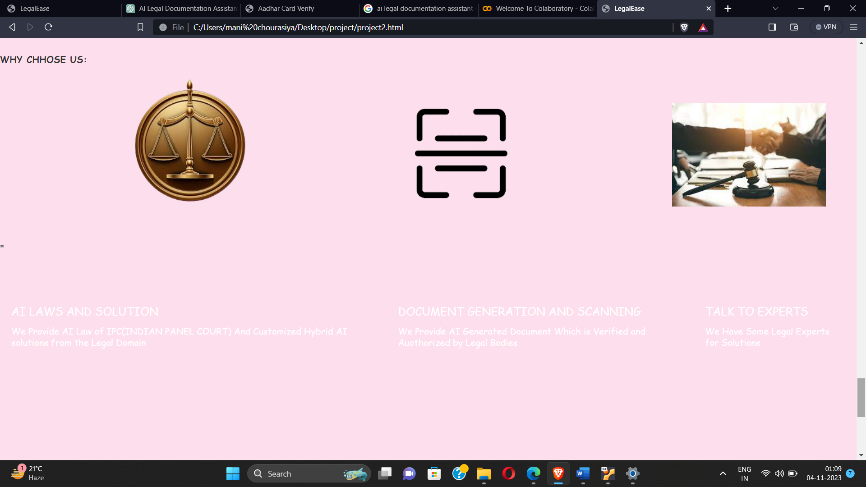 LegalEase
AI Legal Documentation Assistan
Aadhar Card Verify
ai legal documentation assistant
Welcome To Colaboratory - Cola
LegalEase
File
C:/Users/mani%20chourasiya/Desktop/project/project2.html
VPN
WHY CHHOSE US:
"
AI LAWS AND SOLUTION
We Provide AI Law of IPC(INDIAN PANEL COURT) And Customized Hybrid AI
solutions from the Legal Domain
DOCUMENT GENERATION AND SCANNING
We Provide AI Generated Document Which is Verified and
Austhorized by Legal Bodies
TALK TO EXPERTS
We Have Some Legal Experts
for Solutions
1
21°C
Haze
Search
ENG
IN
01:09
04-11-2023